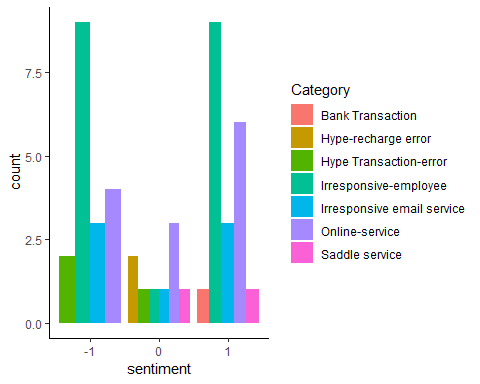 7.5
5.0
2.5
0.0
count
-1 0 1
sentiment
Category
Bank Transaction
Hype-recharge error
Hype Transaction-error
Irresponsive-employee
Irresponsive email service
Online-service
Saddle service